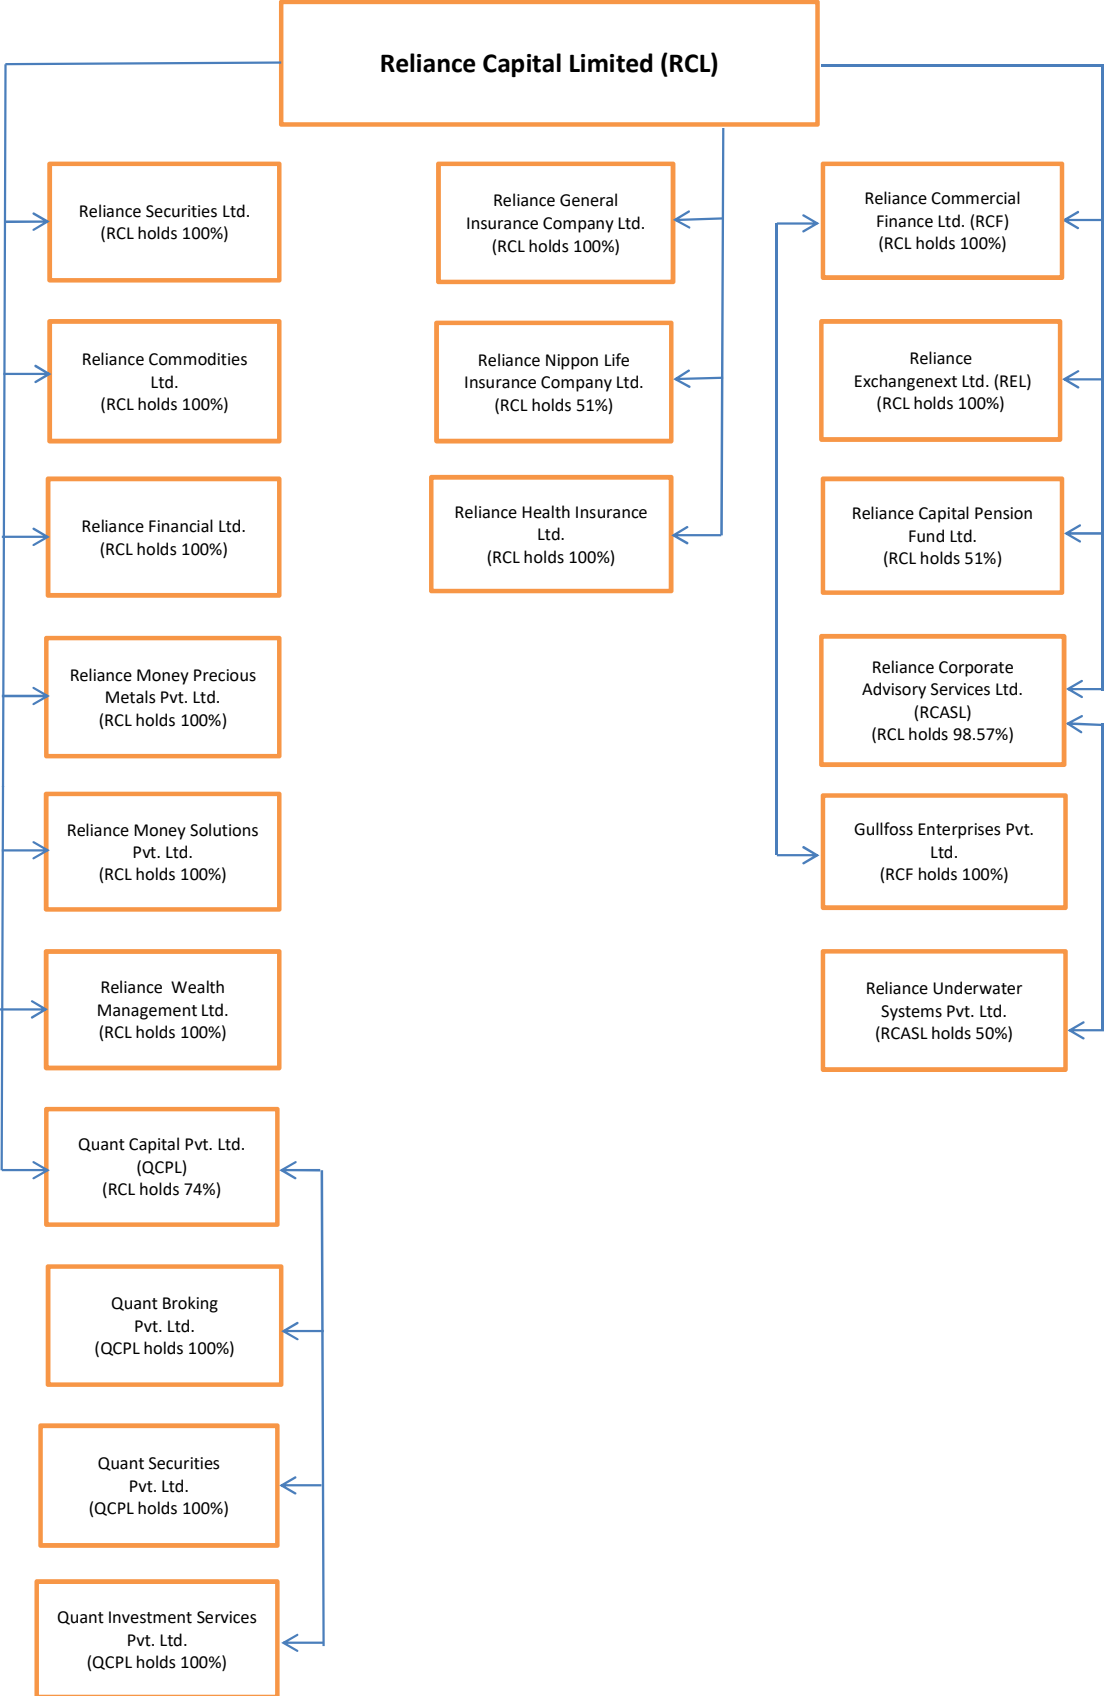 Reliance Capital Limited (RCL)
Reliance Securities Ltd.
(RCL holds 100%)
Reliance Commodities
Ltd.
(RCL holds 100%)
Reliance Financial Ltd.
(RCL holds 100%)
Reliance Money Precious
Metals Pvt. Ltd.
(RCL holds 100%)
Reliance Money Solutions
Pvt. Ltd.
(RCL holds 100%)
Reliance  Wealth
Management Ltd.
(RCL holds 100%)
Quant Capital Pvt. Ltd.
(QCPL)
(RCL holds 74%)
Quant Broking
Pvt. Ltd.
(QCPL holds 100%)
Quant Securities
Pvt. Ltd.
(QCPL holds 100%)
Quant Investment Services
Pvt. Ltd.
(QCPL holds 100%)
Reliance General
Insurance Company Ltd.
(RCL holds 100%)
Reliance Nippon Life
Insurance Company Ltd.
(RCL holds 51%)
Reliance Health Insurance
Ltd.
(RCL holds 100%)
Reliance Commercial
Finance Ltd. (RCF)
(RCL holds 100%)
Reliance
Exchangenext Ltd. (REL)
(RCL holds 100%)
Reliance Capital Pension
Fund Ltd.
(RCL holds 51%)
Reliance Corporate
Advisory Services Ltd.
(RCASL)
(RCL holds 98.57%)
Gullfoss Enterprises Pvt.
Ltd.
(RCF holds 100%)
Reliance Underwater
Systems Pvt. Ltd.
(RCASL holds 50%)